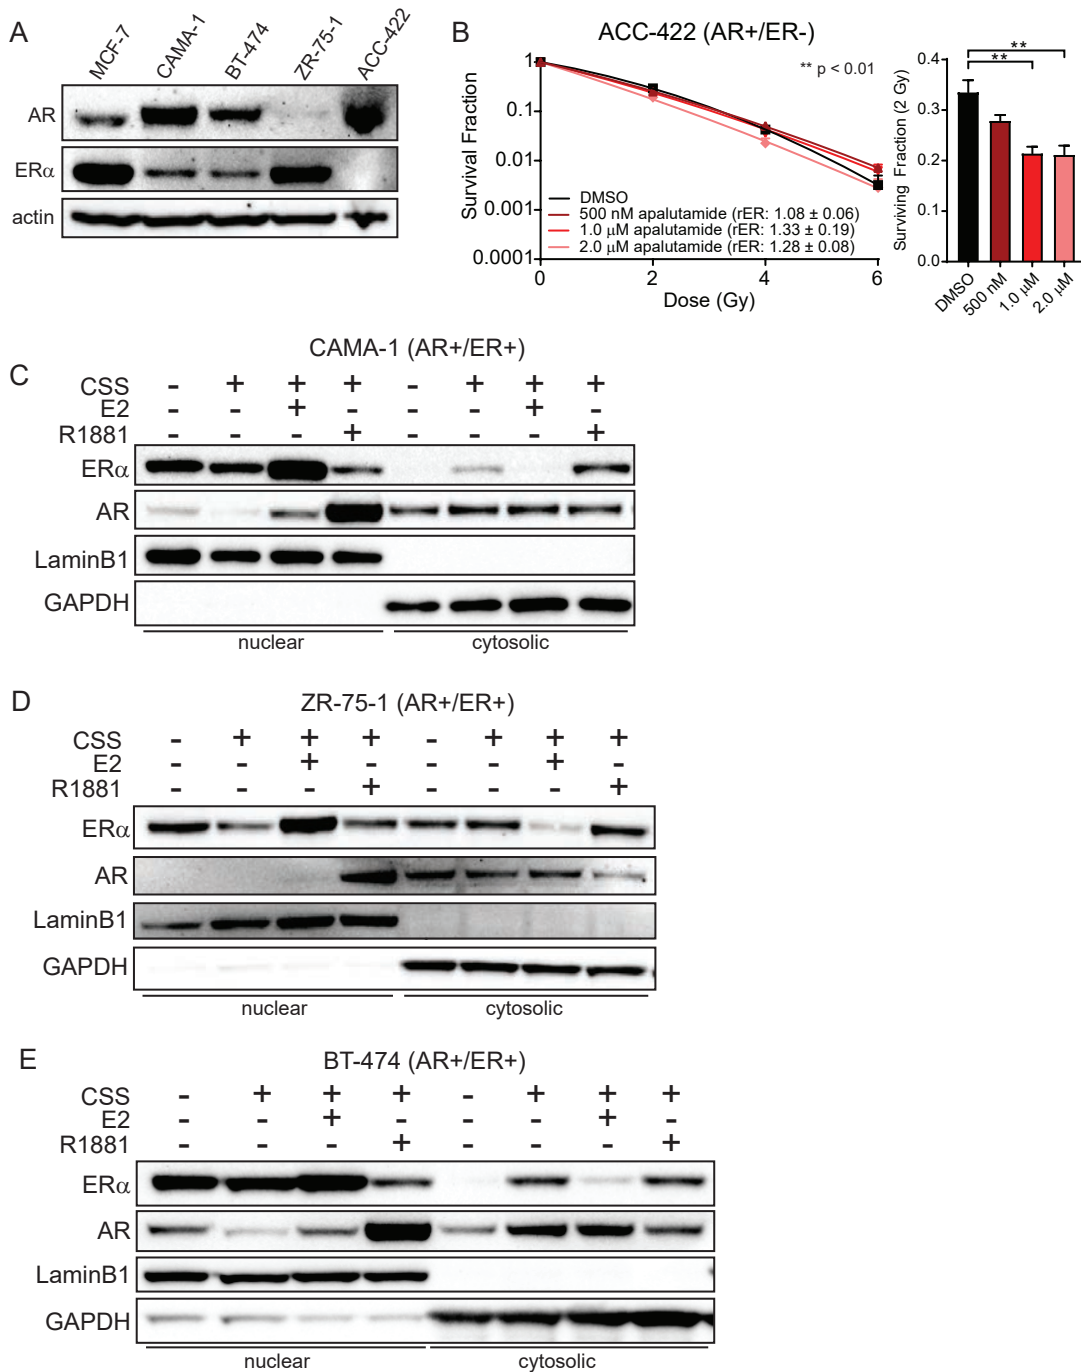 A
MCF-7
CAMA-1
BT-474
ZR-75-1
ACC-422
AR
ERα
actin
B
ACC-422 (AR+/ER-)
** p < 0.01
Survival Fraction
1
0.1
0.01
0.001
0.0001
DMSO
500 nM apalutamide (rER: 1.08 ± 0.06)
1.0 μM apalutamide (rER: 1.33 ± 0.19)
2.0 μM apalutamide (rER: 1.28 ± 0.08)
0 2 4 6
Dose (Gy)
**
**
Surviving Fraction (2 Gy)
0.4
0.3
0.2
0.1
0.0
DMSO
500 nM
1.0 μM
2.0 μM
C
CAMA-1 (AR+/ER+)
CSS - + + + - + + +
E2 - - + - - - + -
R1881 - - - + - - - +
ERα
AR
LaminB1
GAPDH
nuclear cytosolic
D
ZR-75-1 (AR+/ER+)
CSS - + + + - + + +
E2 - - + - - - + -
R1881 - - - + - - - +
ERα
AR
LaminB1
GAPDH
nuclear cytosolic
E
BT-474 (AR+/ER+)
CSS - + + + - + + +
E2 - - + - - - + -
R1881 - - - + - - - +
ERα
AR
LaminB1
GAPDH
nuclear cytosolic